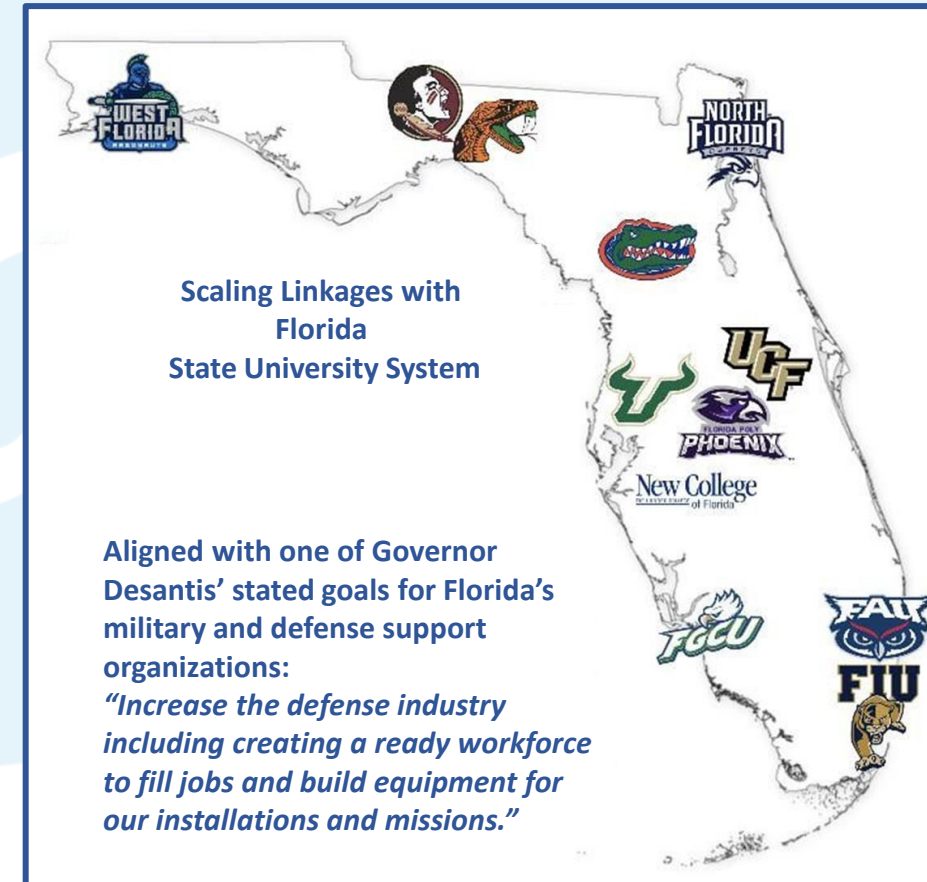 WEST
FLORIDA
ARGONAUTS
NORTH
FLORIDA
OSPREYS
Scaling Linkages with
Florida
State University System
UCF
FLORIDA POLY
PHOENIX
New College
of Florida
Aligned with one of Governor
Desantis’ stated goals for Florida’s
military and defense support
organizations:
“Increase the defense industry
including creating a ready workforce
to fill jobs and build equipment for
our installations and missions.”
FGCU
FAU
FIU